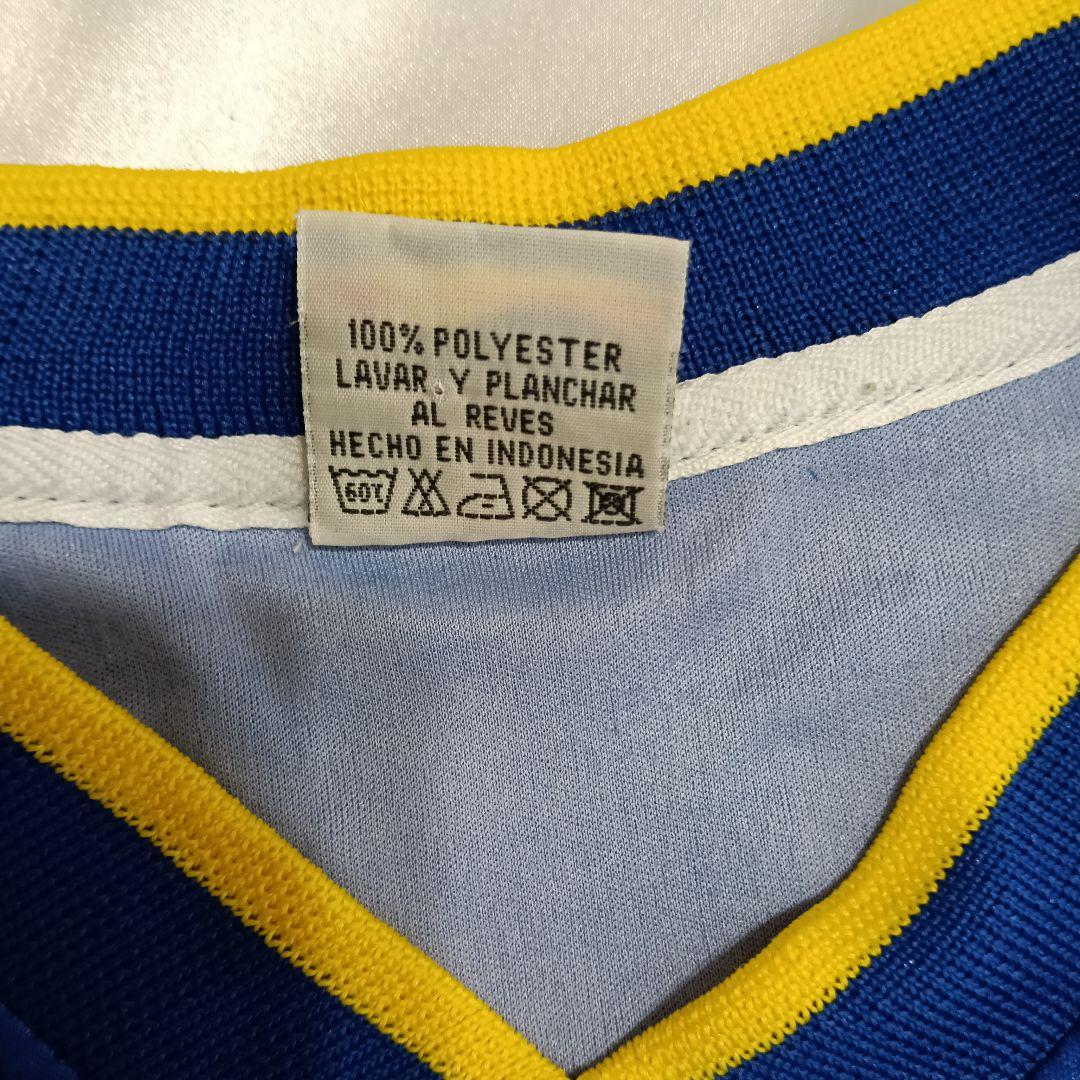 100% POLYESTER
LAVAR Y PLANCHAR
AL REVES
HECHO EN INDONESIA
60°C